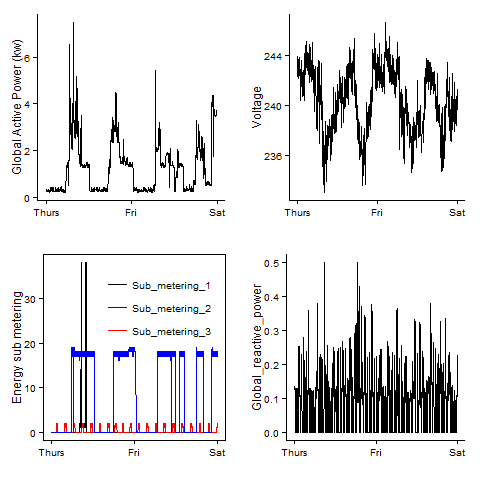 Global Active Power (kw)
6
4
2
0
Thurs Fri Sat
Voltage
244
240
236
Thurs Fri Sat
Energy sub metering
30
20
10
0
Sub_metering_1
Sub_metering_2
Sub_metering_3
Thurs Fri Sat
Global_reactive_power
0.5
0.4
0.3
0.2
0.1
0.0
Thurs Fri Sat